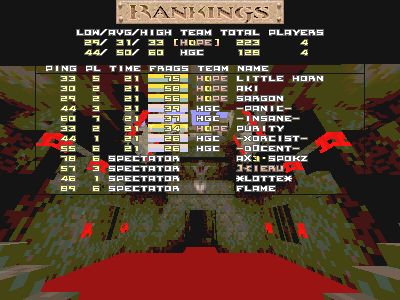 RANKINGS
LOW/AVG/HIGH TEAM TOTAL PLAYERS
29/ 31/ 33 [HOPE] 223 4
44/ 50/ 60 HGC 128 4
PING PL TIME FRAGS TEAM NAME
33 5 21 75 HOPE LITTLE HORN
30 2 21 58 HOPE AKI
29 2 21 56 HOPE SARGON
44 3 21 39 HGC -PANIC-
60 7 21 37 HGC -INSANE-
33 21 34 HOPE PURITY
44 1 21 26 HGC -XORCIST-
55 6 21 26 HGC -DOCENT-
78 6 SPECTATOR AX3·SPOKZ
57 3 SPECTATOR
46 1 SPECTATOR *LOTTE*
89 6 SPECTATOR FLAME